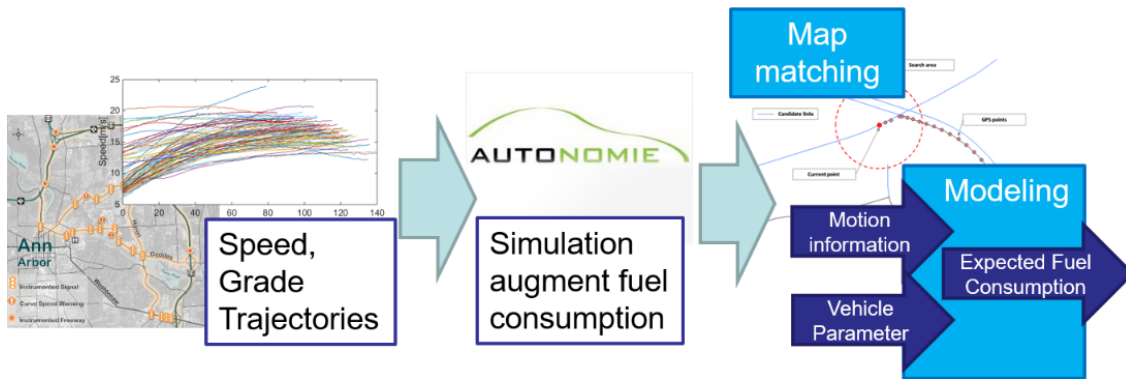 25
20
15
10
5
Speed[m/s]
0 20 40 60 80 100 120 140
Ann
Arbor
Instrumented Signal
Curve Speed Warning
Instrumented Freeway
Speed,
Grade
Trajectories
AUTONOMIE
Simulation
augment fuel
consumption
Map
matching
Search area
Candidate links
GPS points
Current point
Modeling
Motion
information
Vehicle
Parameter
Expected Fuel
Consumption